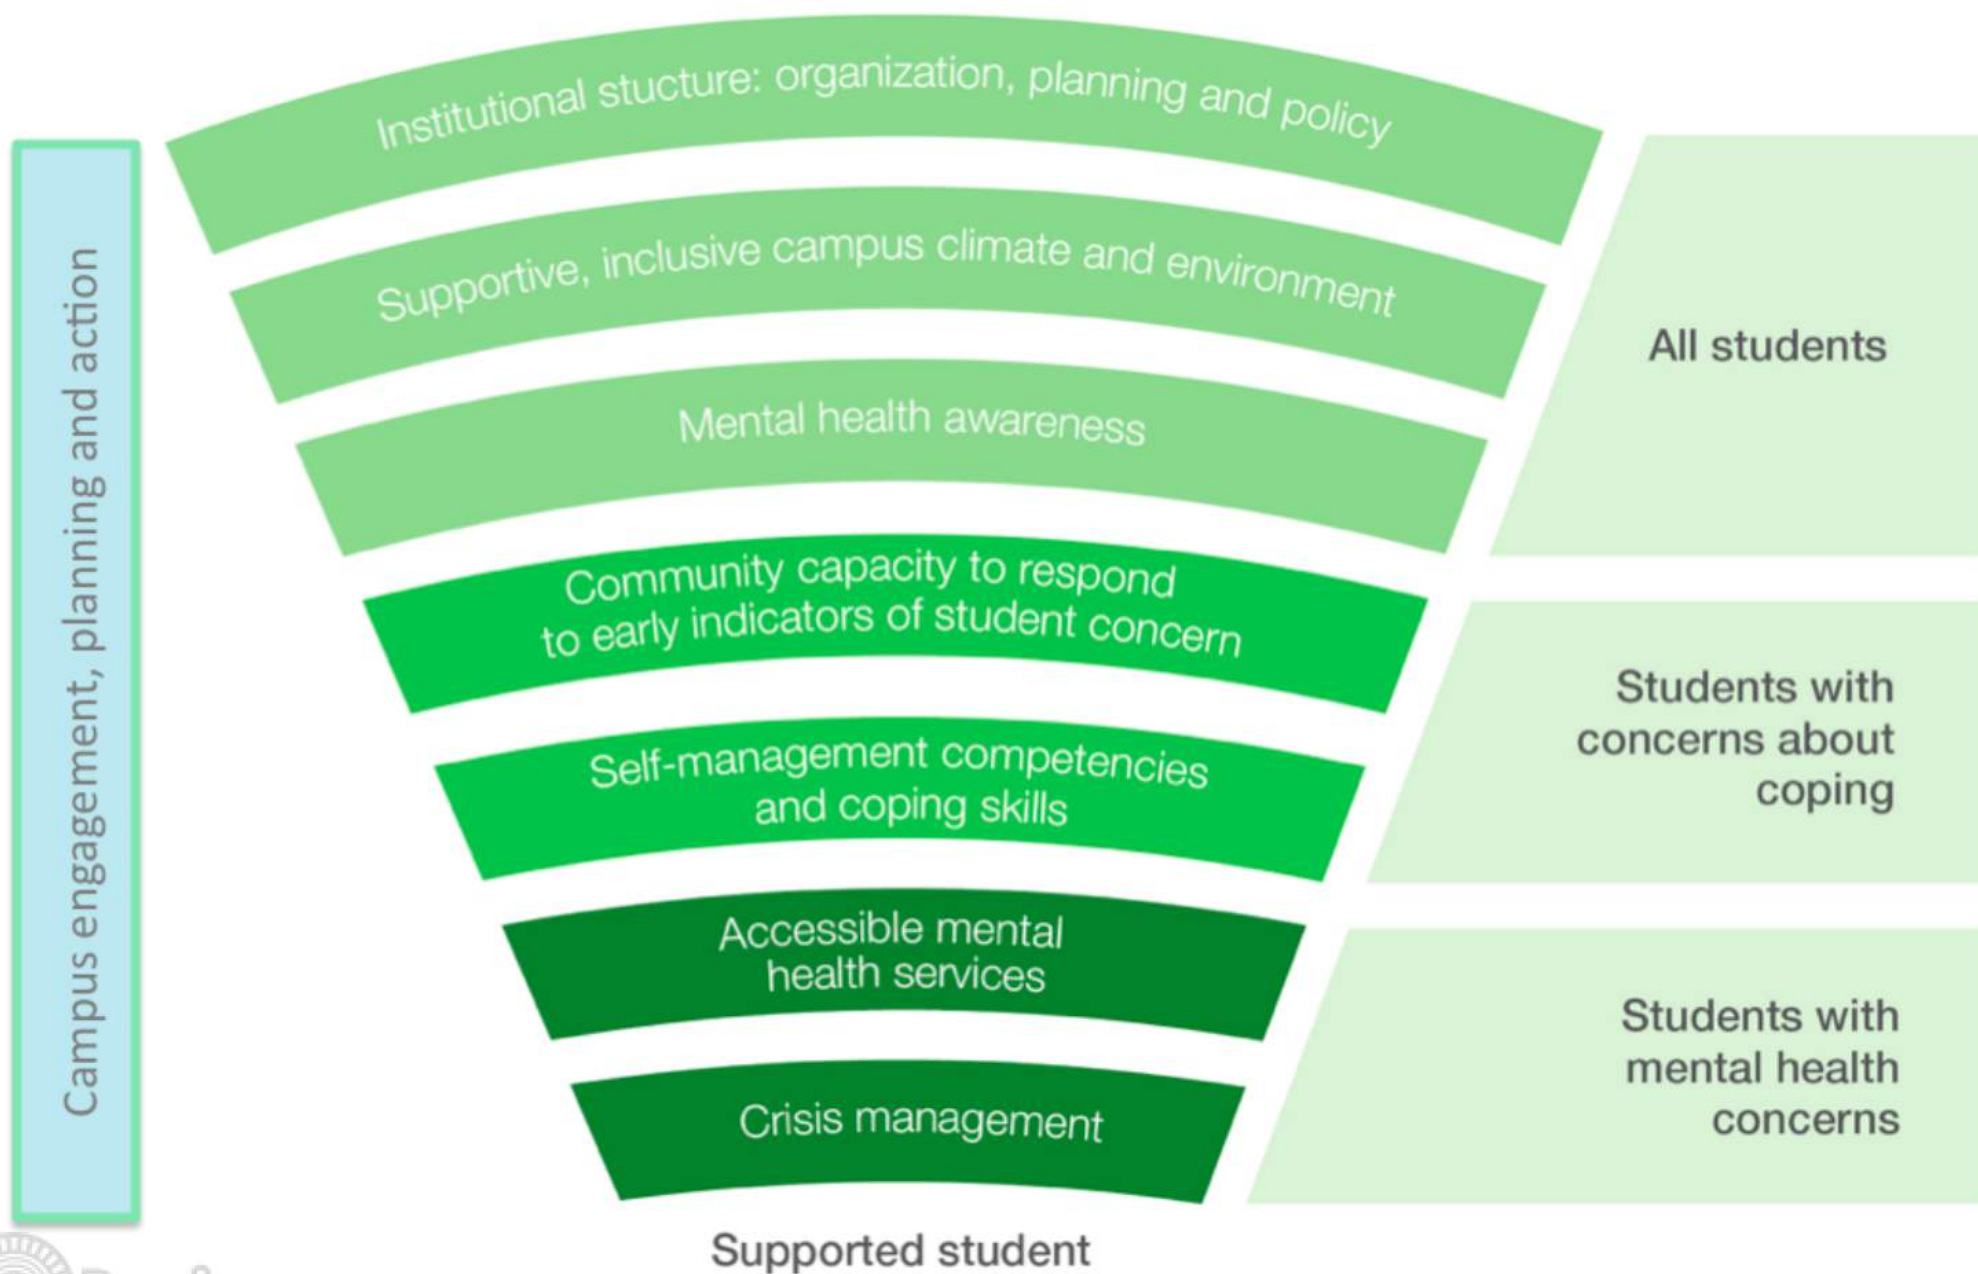 Campus engagement, planning and action
Institutional stucture: organization, planning and policy
Supportive, inclusive campus climate and environment
Mental health awareness
All students
Community capacity to respond
to early indicators of student concern
Self-management competencies
and coping skills
Students with
concerns about
coping
Accessible mental
health services
Crisis management
Students with
mental health
concerns
Supported student